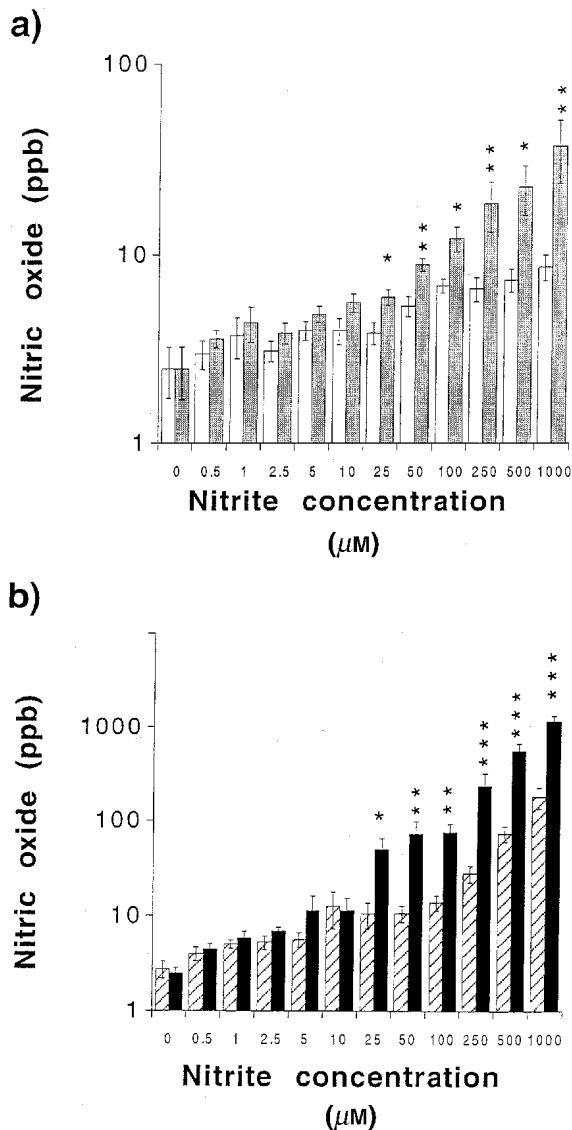 a)
Nitric oxide (ppb)
100
10
1
* ** * ** * **
0 0.5 1 2.5 5 10 25 50 100 250 500 1000
Nitrite concentration
(μM)
b)
Nitric oxide (ppb)
1000
100
10
1
* ** ** *** *** ***
0 0.5 1 2.5 5 10 25 50 100 250 500 1000
Nitrite concentration
(μM)